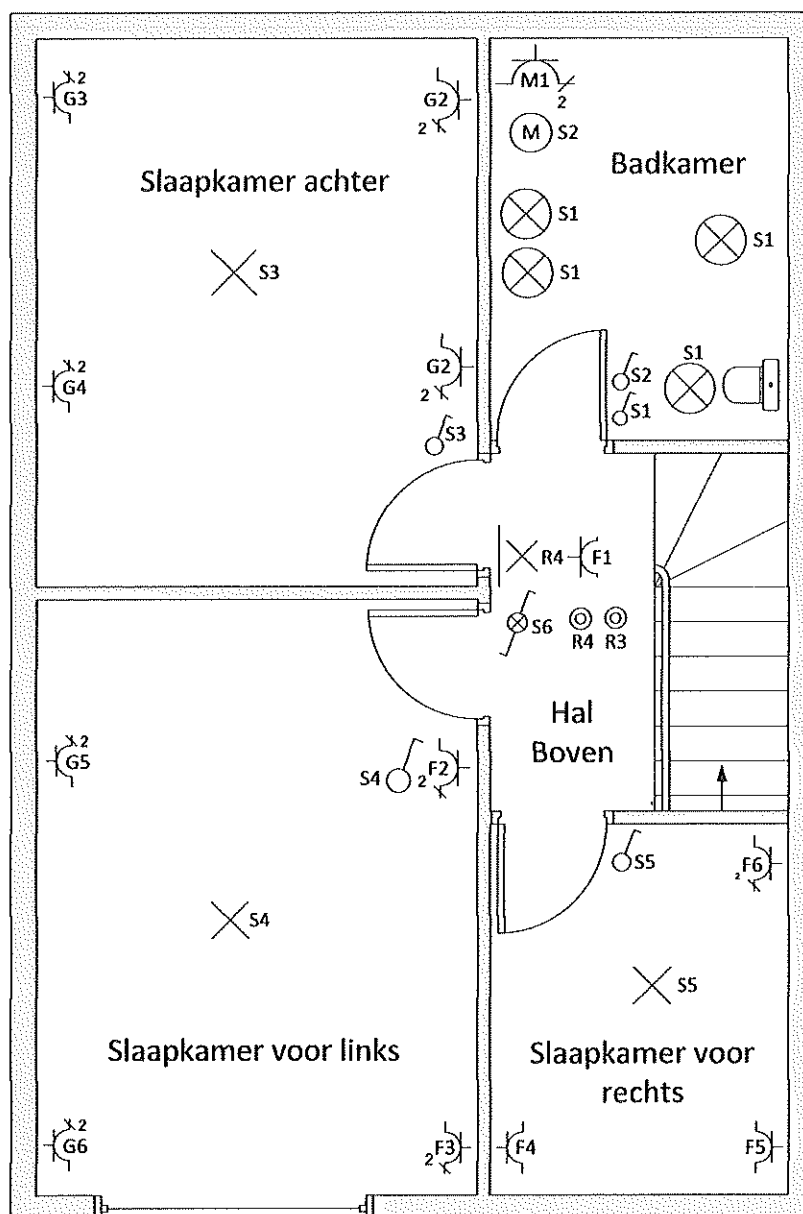 2
G3
G2
2
M1
2
M
S2
Slaapkamer achter
Badkamer
S1
S1
S3
S1
2
G4
G2
2
S1
S2
S3
S1
R4
F1
S6
R4
R3
Hal
Boven
2
G5
S4
2
F2
S5
F6
2
S4
S5
Slaapkamer voor links
Slaapkamer voor
rechts
2
G6
F3
2
F4
F5